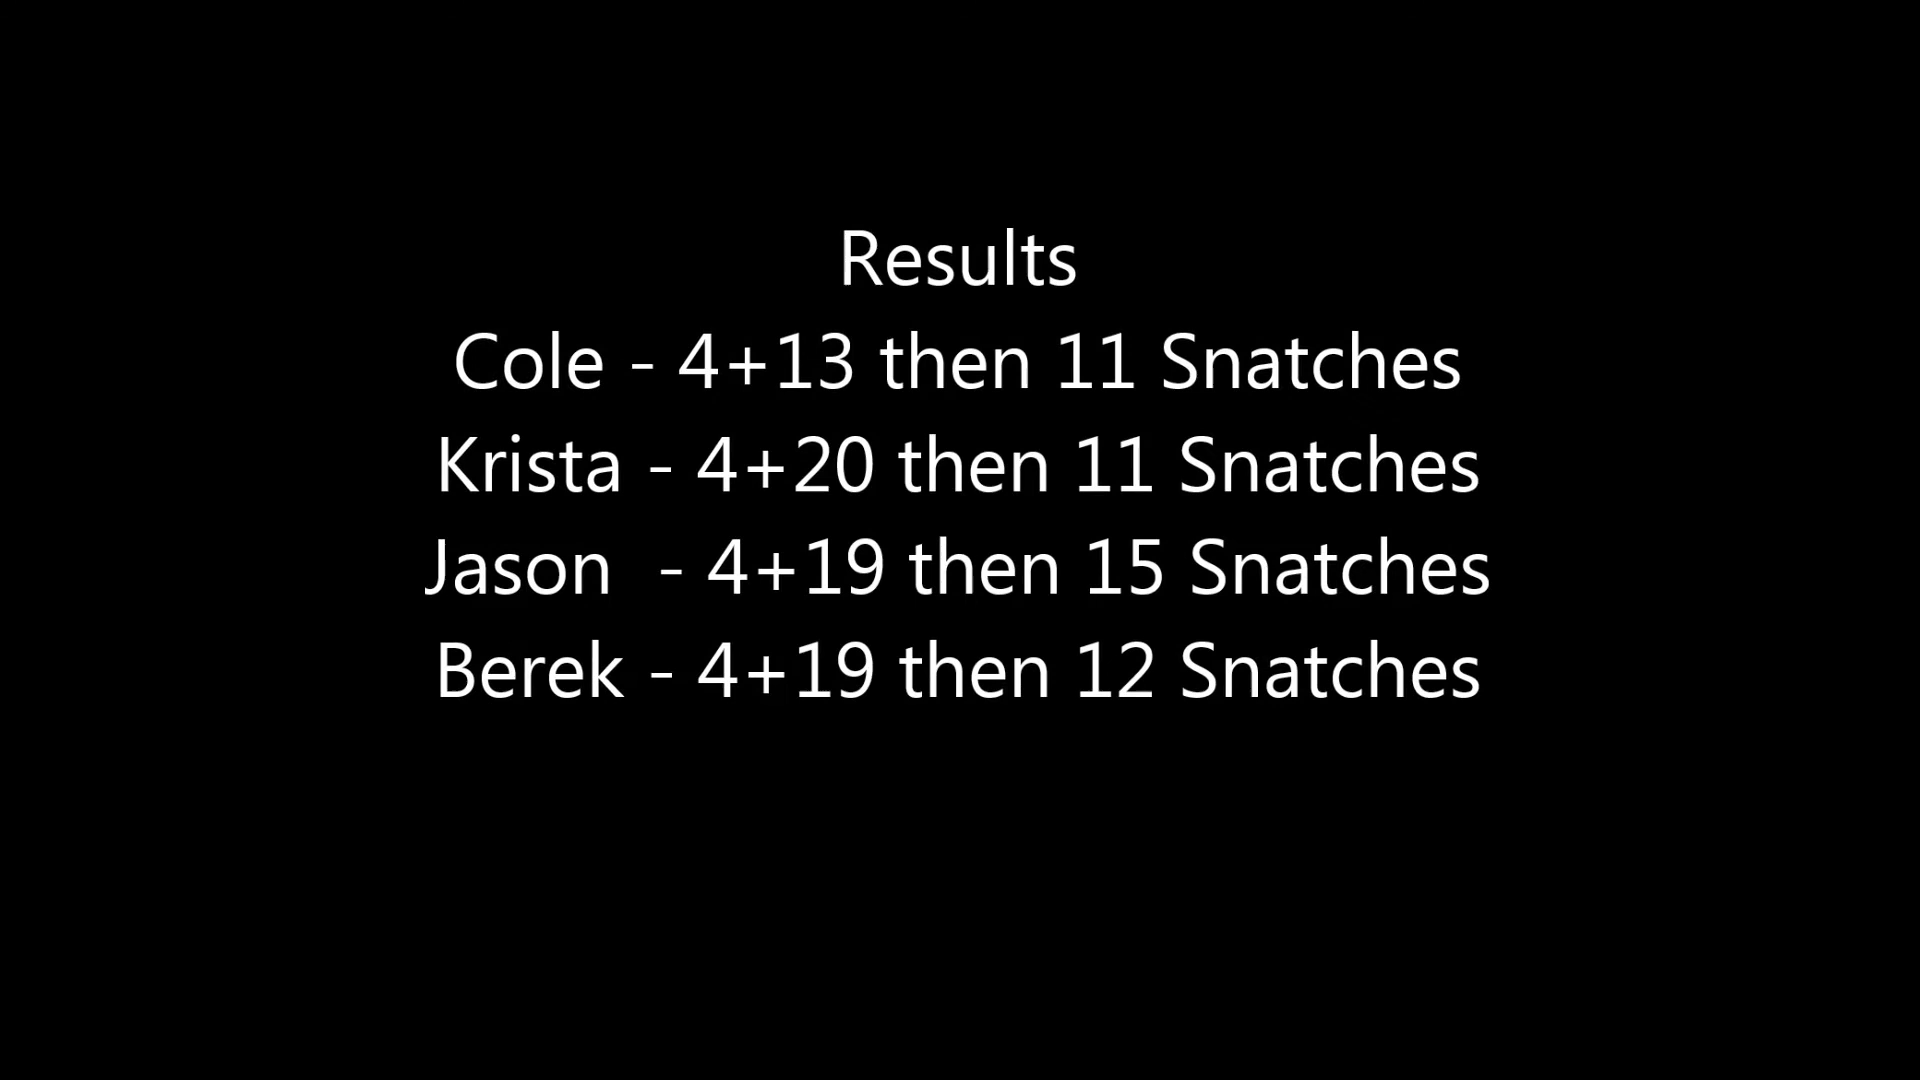 Results
Cole - 4+13 then 11 Snatches
Krista - 4+20 then 11 Snatches
Jason  - 4+19 then 15 Snatches
Berek - 4+19 then 12 Snatches